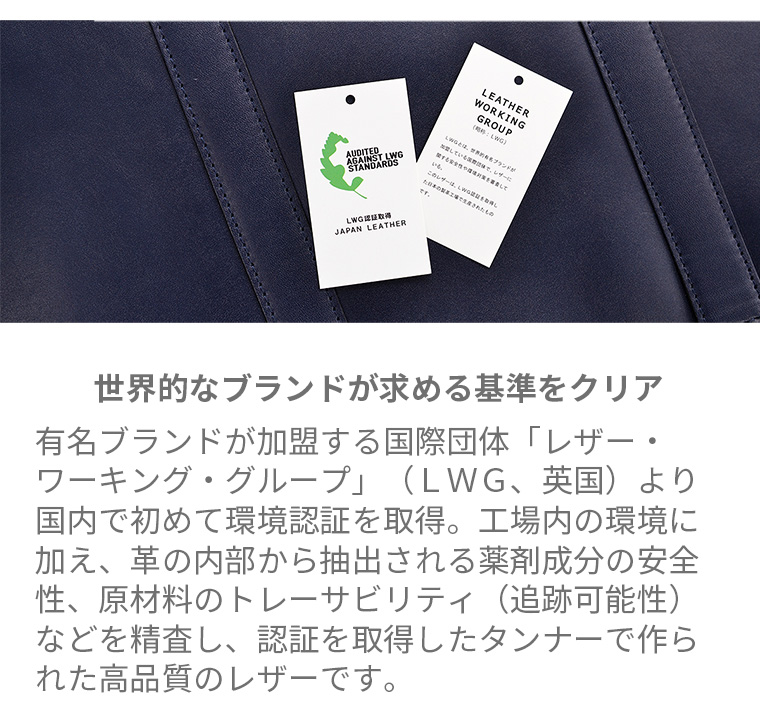 AUDITED
AGAINST LWG
STANDARDS
LWG認証取得
JAPAN LEATHER
LEATHER
WORKING
GROUP
(略称:LWG)
LWGとは、世界的有名ブランドが
加盟している国際団体で、レザーに
関する安全性や環境対策を審査して
いる。
このレザーは、LWG認証を取得し
た日本の製革工場で生産されたもの
です。
世界的なブランドが求める基準をクリア
有名ブランドが加盟する国際団体「レザー・
ワーキング・グループ」（ＬＷＧ、英国）より
国内で初めて環境認証を取得。工場内の環境に
加え、革の内部から抽出される薬剤成分の安全
性、原材料のトレーサビリティ（追跡可能性）
などを精査し、認証を取得したタンナーで作ら
れた高品質のレザーです。